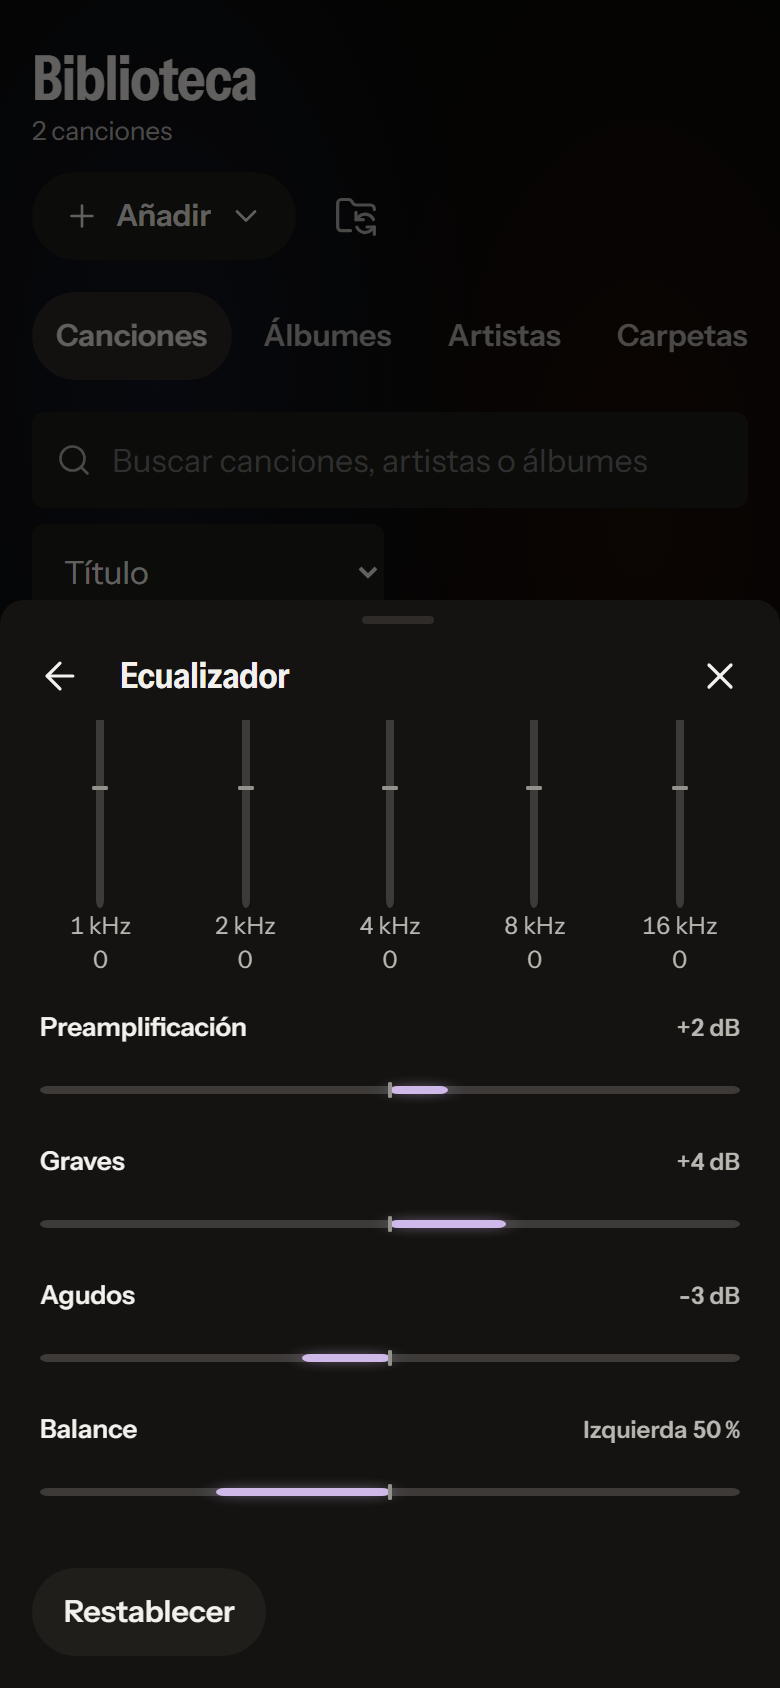 Biblioteca
2 canciones
Añadir
Canciones Álbumes Artistas Carpetas
Buscar canciones, artistas o álbumes
Título
Ecualizador
1 kHz 2 kHz 4 kHz 8 kHz 16 kHz
0 0 0 0 0
Preamplificación +2 dB
Graves +4 dB
Agudos -3 dB
Balance Izquierda 50 %
Restablecer